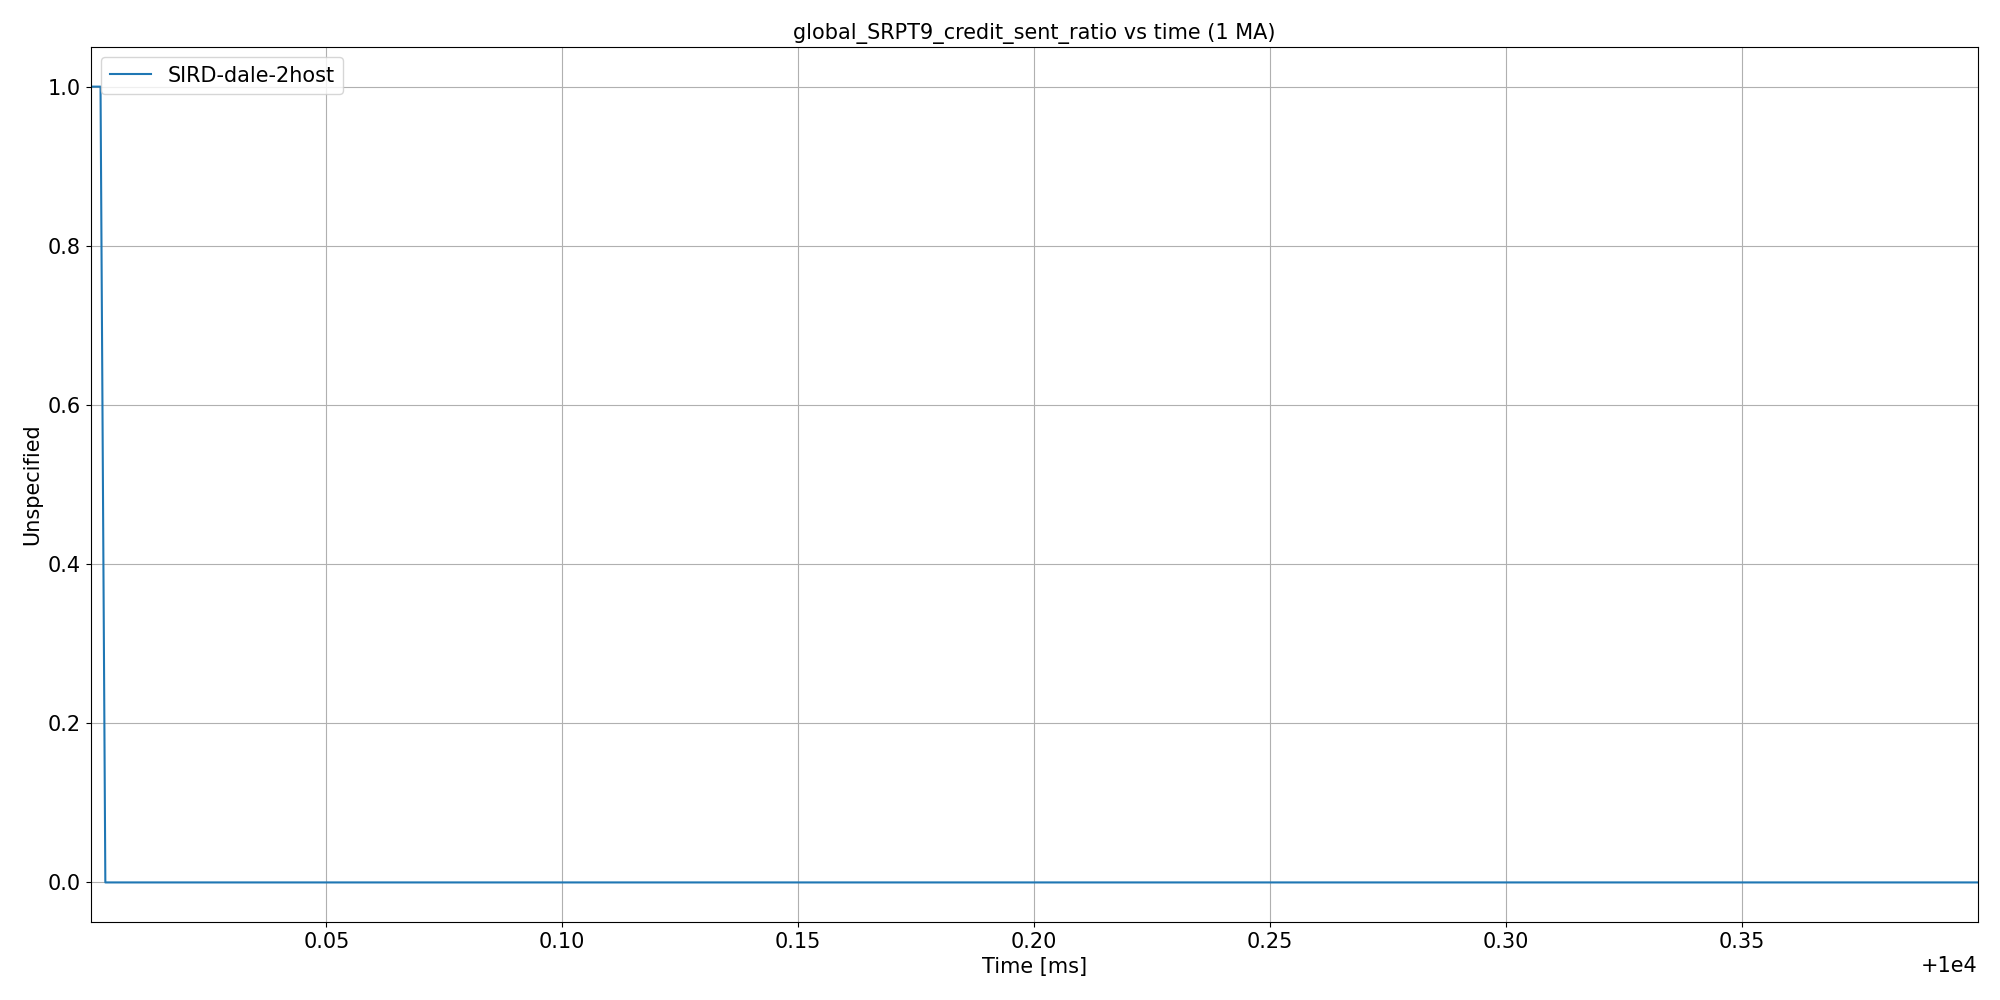 global_SRPT9_credit_sent_ratio vs time (1 MA)
SIRD-dale-2host
1.0
0.8
0.6
0.4
0.2
0.0
Unspecified
0.05 0.10 0.15 0.20 0.25 0.30 0.35
Time [ms]
+1e4